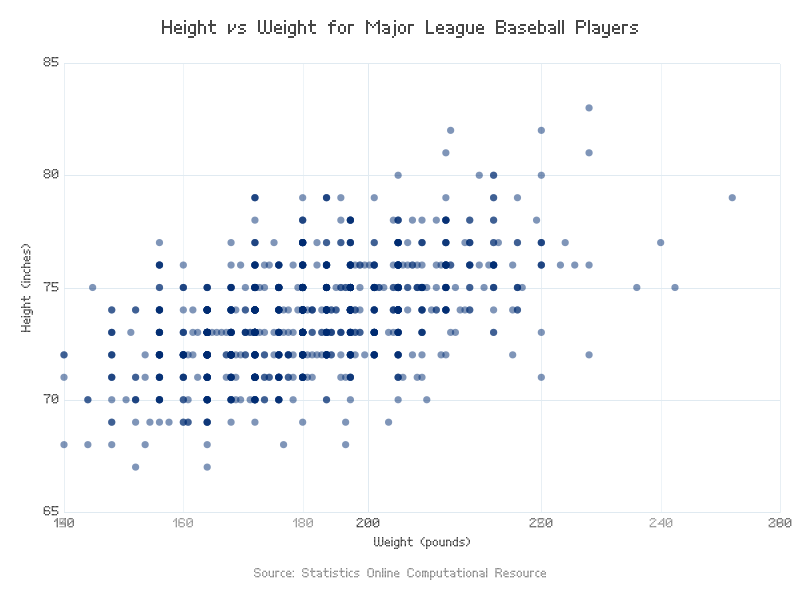 Height vs Weight for Major League Baseball Players
85
80
75
70
65
Height (inches)
160 180 200 240
Weight (pounds)
Source: Statistics Online Computational Resource